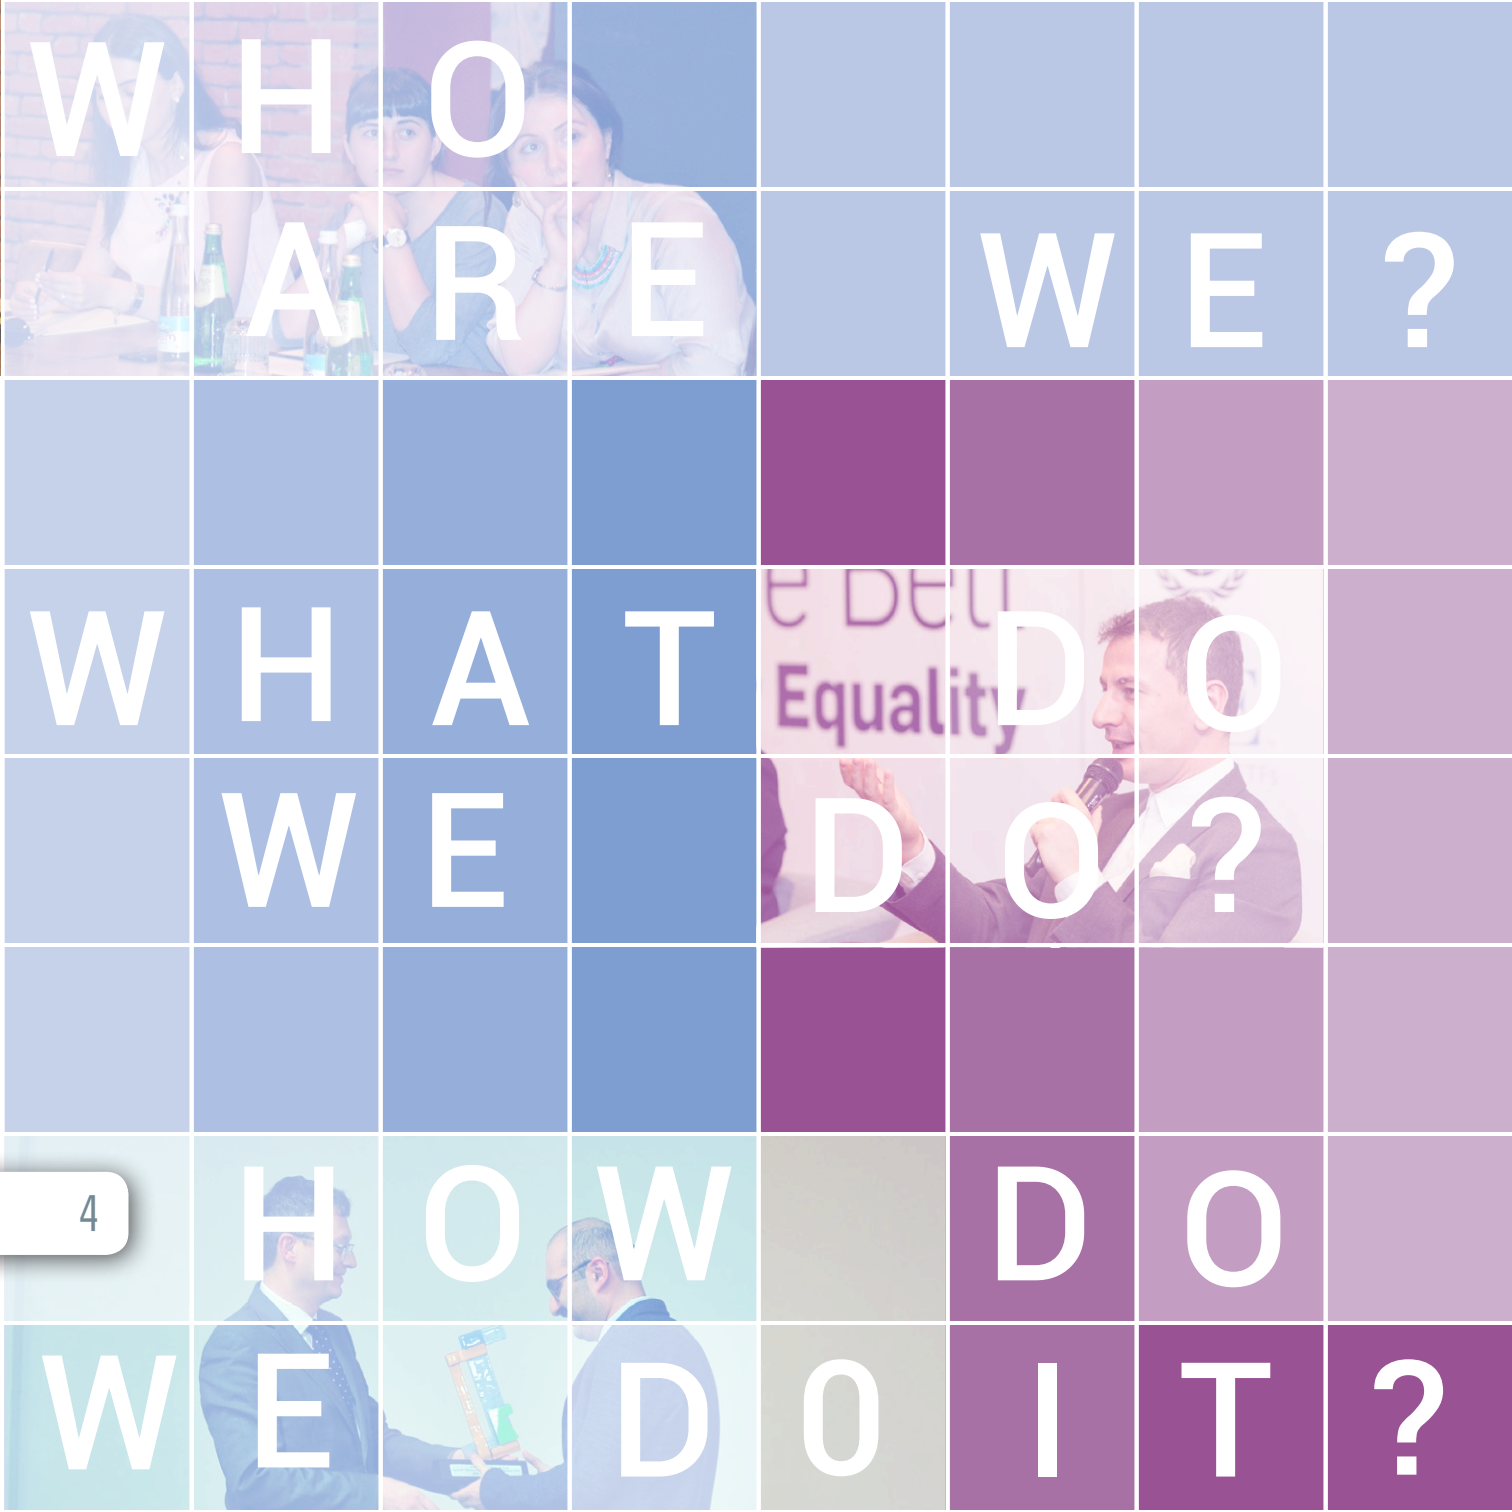 WHO
ARE WE?
WHAT DO
e Bell
Equality
WE DO?
4
HOW DO
WE DO IT?